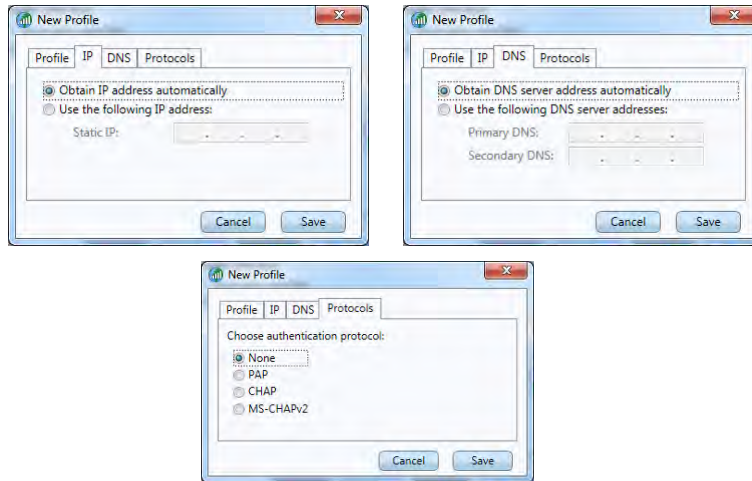 New Profile
Profile IP DNS Protocols
Obtain IP address automatically
Use the following IP address:
Static IP:
Cancel Save
New Profile
Profile IP DNS Protocols
Obtain DNS server address automatically
Use the following DNS server addresses:
Primary DNS:
Secondary DNS:
Cancel Save
New Profile
Profile IP DNS Protocols
Choose authentication protocol:
None
PAP
CHAP
MS-CHAPv2
Cancel Save